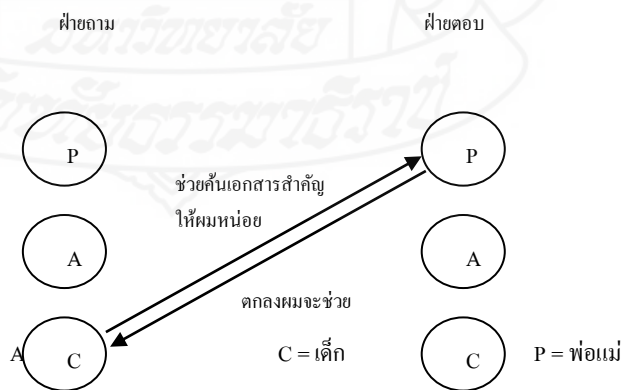 ฝ่ายถาม ฝ่ายตอบ
P P
ช่วยค้นเอกสารสำคัญ
ให้ผมหน่อย
A A
ตกลงผมจะช่วย
A C C = เด็ก C P = พ่อแม่